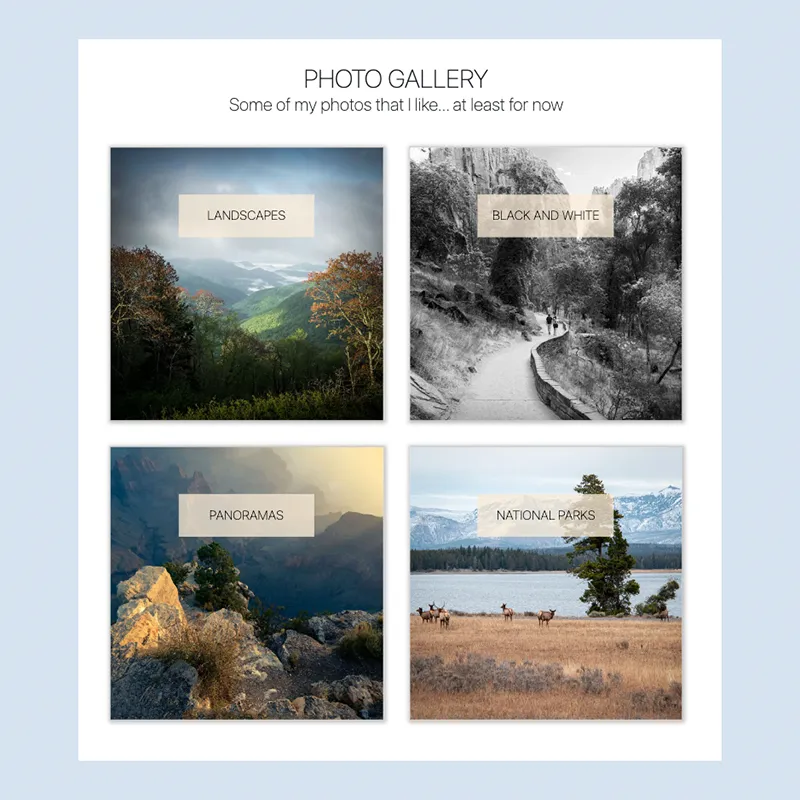 PHOTO GALLERY
Some of my photos that I like... at least for now
LANDSCAPES
BLACK AND WHITE
PANORAMAS
NATIONAL PARKS